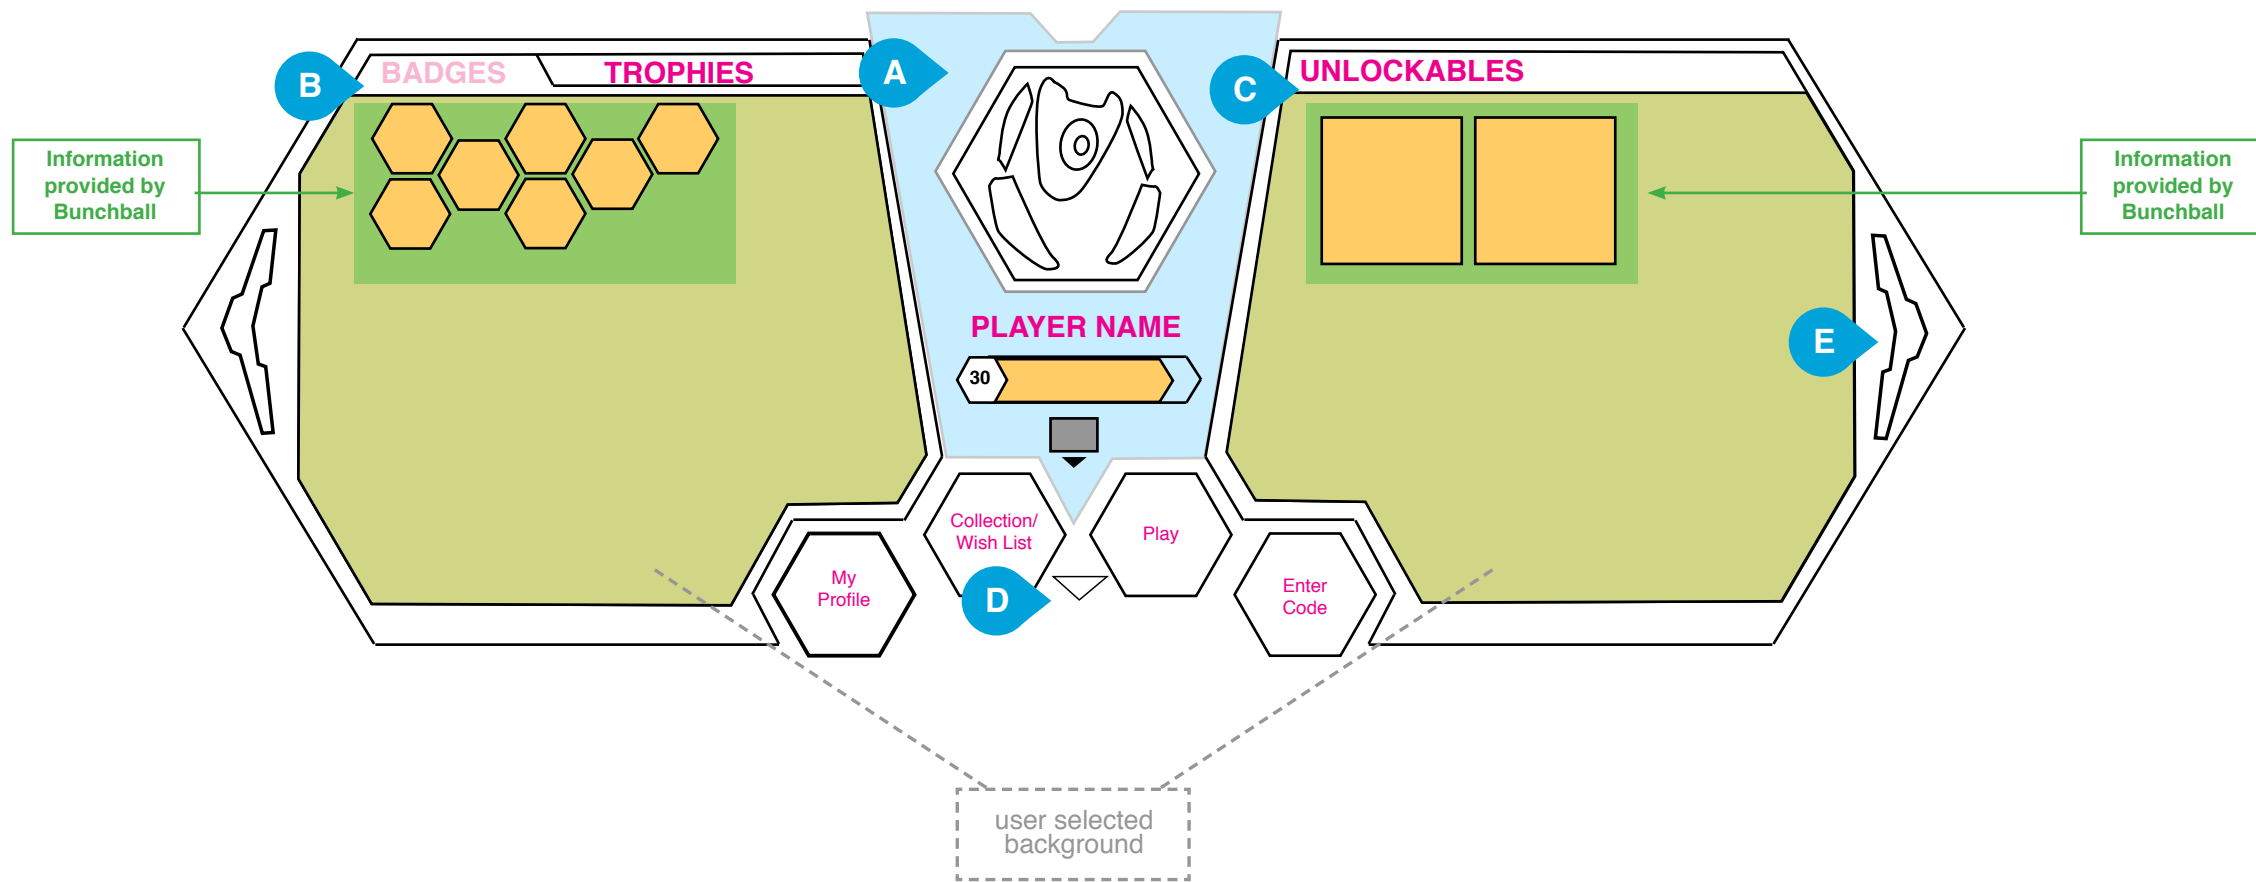 A
B
BADGES
TROPHIES
C
UNLOCKABLES
Information
provided by
Bunchball
Information
provided by
Bunchball
PLAYER NAME
E
30
Collection/
Wish List
Play
My
Profile
D
Enter
Code
user selected
background